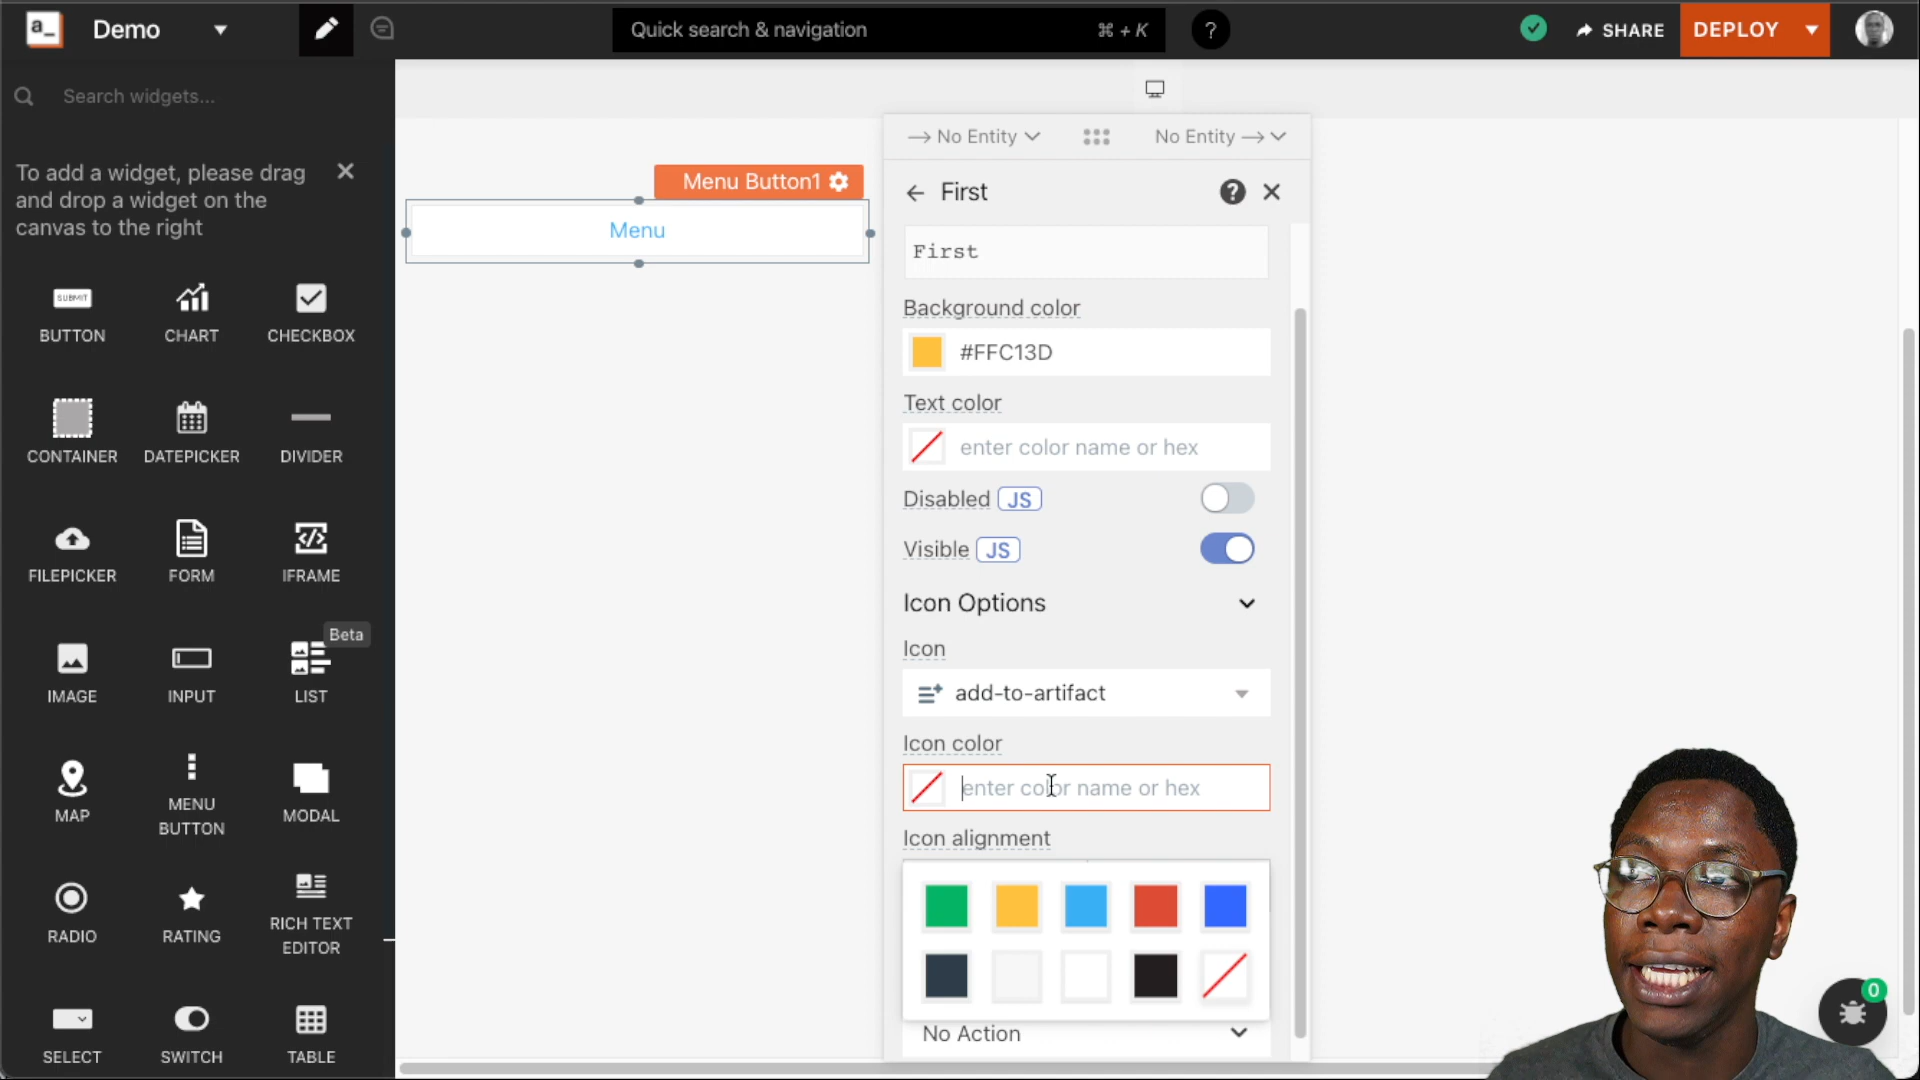 a_
Demo
Quick search & navigation
⌘ + K
?
SHARE
DEPLOY
Search widgets...
To add a widget, please drag
and drop a widget on the
canvas to the right
SUBMIT
BUTTON
CHART
CHECKBOX
CONTAINER
DATEPICKER
DIVIDER
FILEPICKER
FORM
IFRAME
Beta
IMAGE
INPUT
LIST
MAP
MENU
BUTTON
MODAL
RADIO
RATING
RICH TEXT
EDITOR
SELECT
SWITCH
TABLE
Menu Button1
Menu
No Entity
No Entity
First
?
First
Background color
#FFC13D
Text color
enter color name or hex
Disabled JS
Visible JS
Icon Options
Icon
add-to-artifact
Icon color
enter color name or hex
Icon alignment
No Action
0